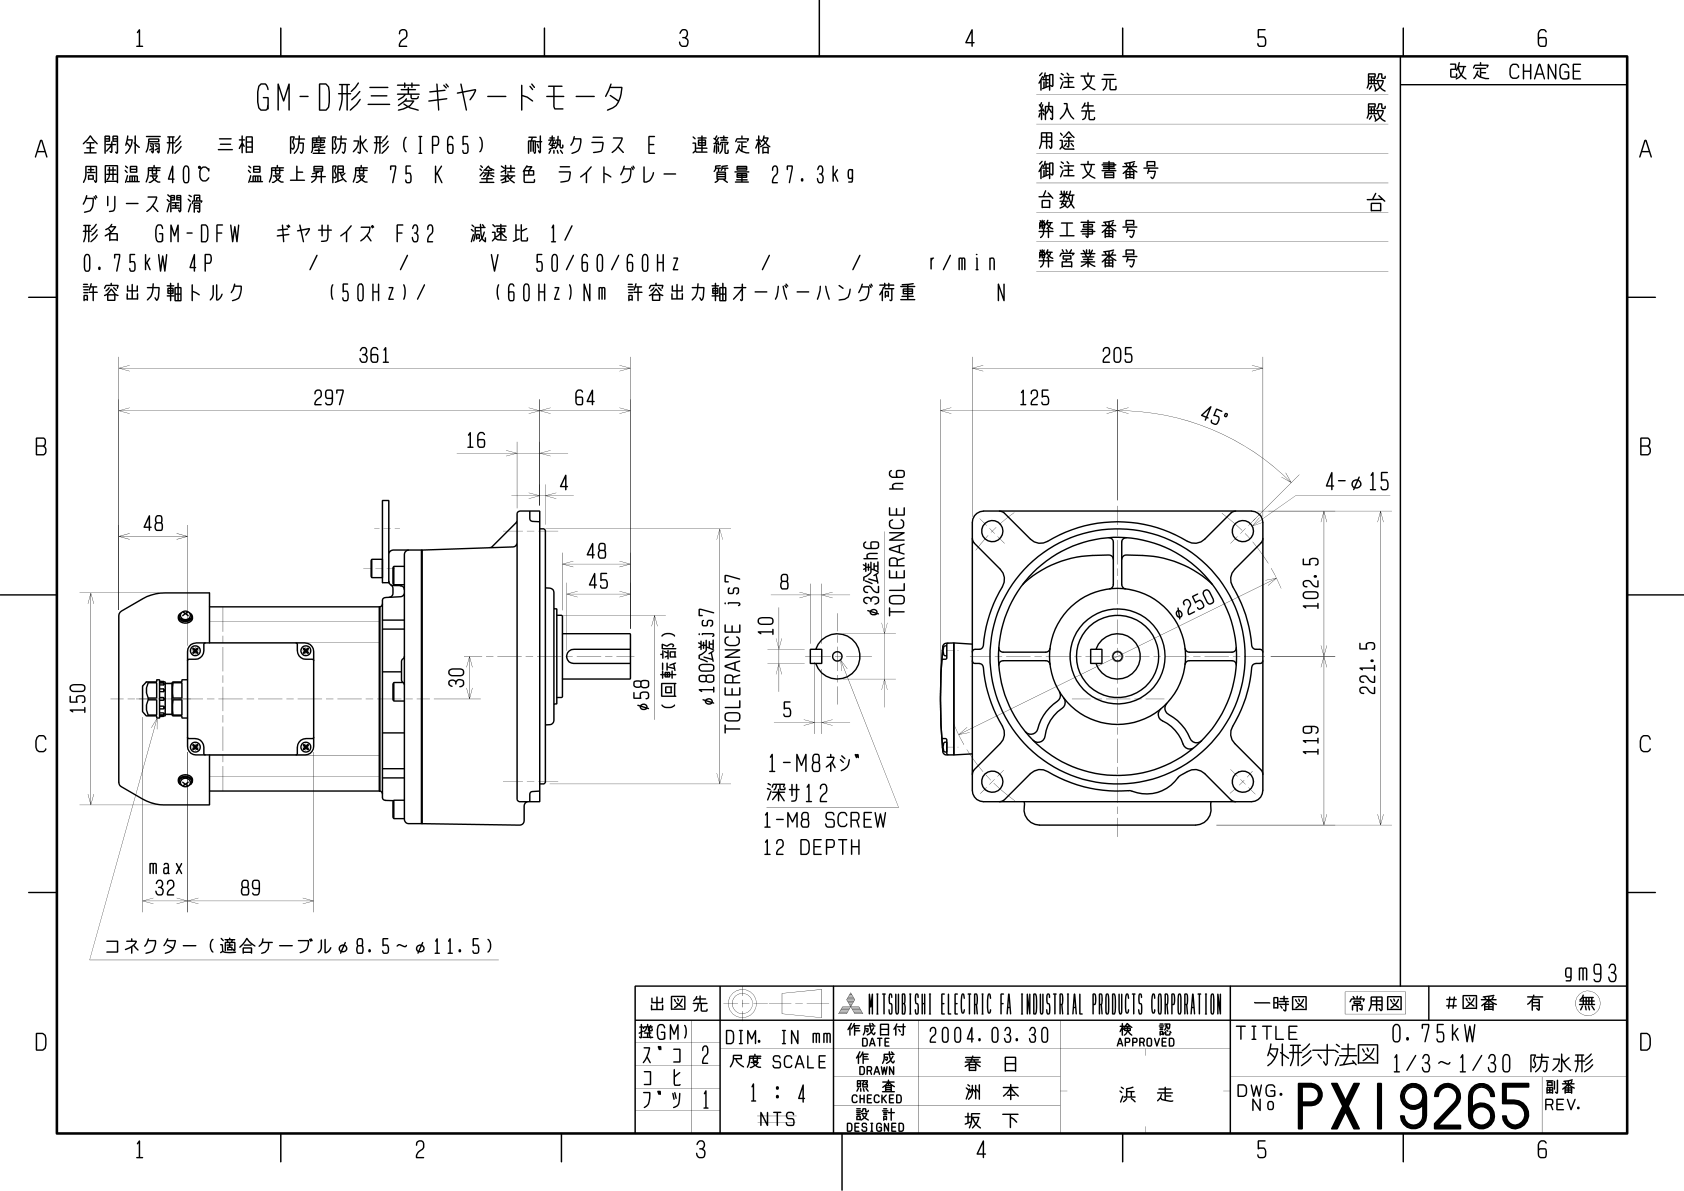 1 2 3 4 5 6
改定 CHANGE
GM-D形三菱ギヤードモータ
全閉外扇形 三相 防塵防水形(IP65) 耐熱クラス E 連続定格
周囲温度40℃ 温度上昇限度 75 K 塗装色 ライトグレー 質量 27.3kg
グリース潤滑
形名 GM-DFW ギヤサイズ F32 減速比 1/
0.75kW 4P / / V 50/60/60Hz / / r/min
許容出力軸トルク (50Hz)/ (60Hz)Nm 許容出力軸オーバーハング荷重 N
御注文元 殿
納入先 殿
用途
御注文書番号
台数 台
弊工事番号
弊営業番号
A A
B B
C C
D D
361
297 64
16
4
48
48
45
150
30
φ58
(回転部)
φ180公差js7
TOLERANCE js7
max
32 89
コネクター(適合ケーブルφ8.5~φ11.5)
8
10
5
φ32公差h6
TOLERANCE h6
1-M8ネジ
深サ12
1-M8 SCREW
12 DEPTH
205
125
45°
4-φ15
φ250
102.5
221.5
119
gm93
出図先
控GM)
スﾞコ 2
コヒ
フﾞツ 1
DIM. IN mm
尺度 SCALE
1 : 4
NTS
MITSUBISHI ELECTRIC FA INDUSTRIAL PRODUCTS CORPORATION
作成日付
DATE
2004.03.30
検 認
APPROVED
作 成
DRAWN
春 日
照 査
CHECKED
洲 本
浜 走
設 計
DESIGNED
坂 下
一時図 常用図 #図番 有 無
TITLE
外形寸法図
0.75kW
1/3~1/30 防水形
DWG.
No
PX19265
副番
REV.
1 2 3 4 5 6